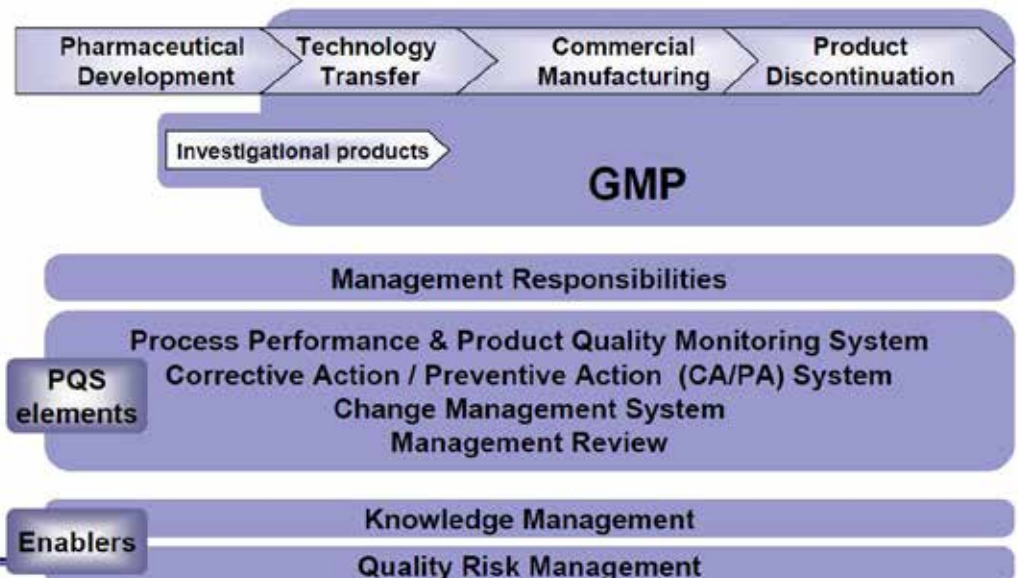 Pharmaceutical
Development
Technology
Transfer
Commercial
Manufacturing
Product
Discontinuation
Investigational products
GMP
Management Responsibilities
PQS
elements
Process Performance & Product Quality Monitoring System
Corrective Action / Preventive Action (CA/PA) System
Change Management System
Management Review
Enablers
Knowledge Management
Quality Risk Management